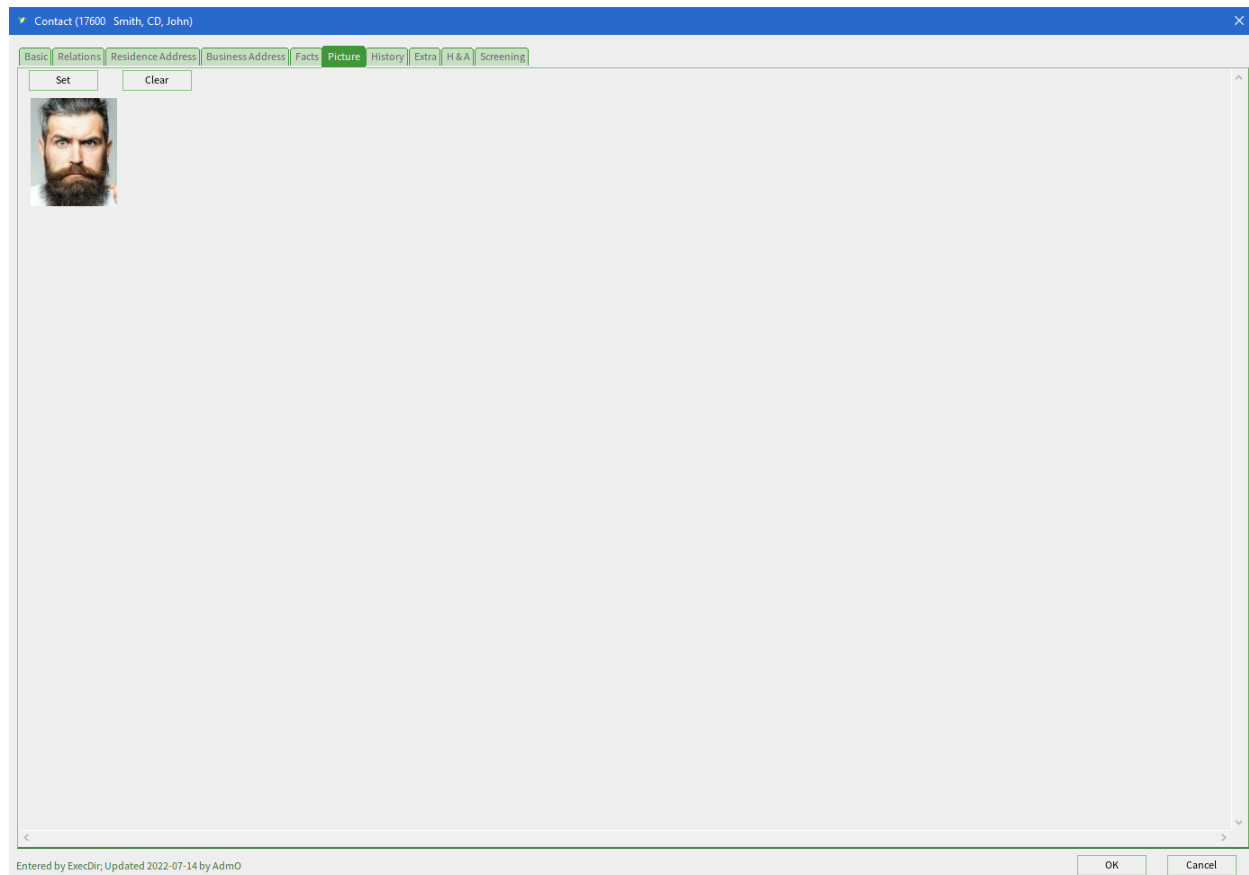 Contact (17600 Smith, CD, John)
Basic Relations Residence Address Business Address Facts Picture History Extra H & A Screening
Set Clear
Entered by ExecDir; Updated 2022-07-14 by AdmO
OK Cancel